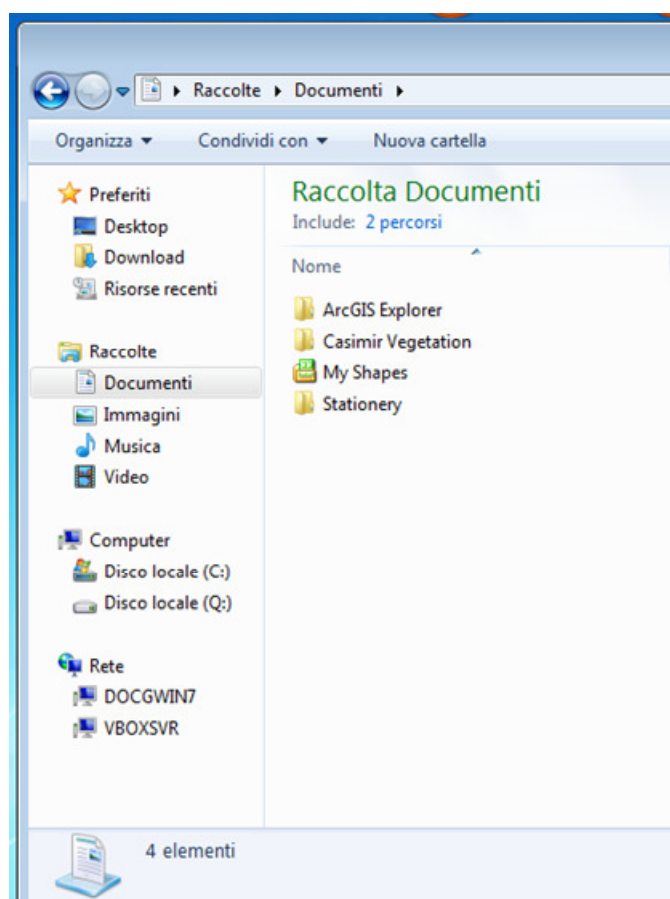 Raccolte Documenti
Organizza Condividi con Nuova cartella
Preferiti
Desktop
Download
Risorse recenti
Raccolte
Documenti
Immagini
Musica
Video
Computer
Disco locale (C:)
Disco locale (Q:)
Rete
DOCGWIN7
VBOXSVR
Raccolta Documenti
Include: 2 percorsi
Nome
ArcGIS Explorer
Casimir Vegetation
My Shapes
Stationery
4 elementi